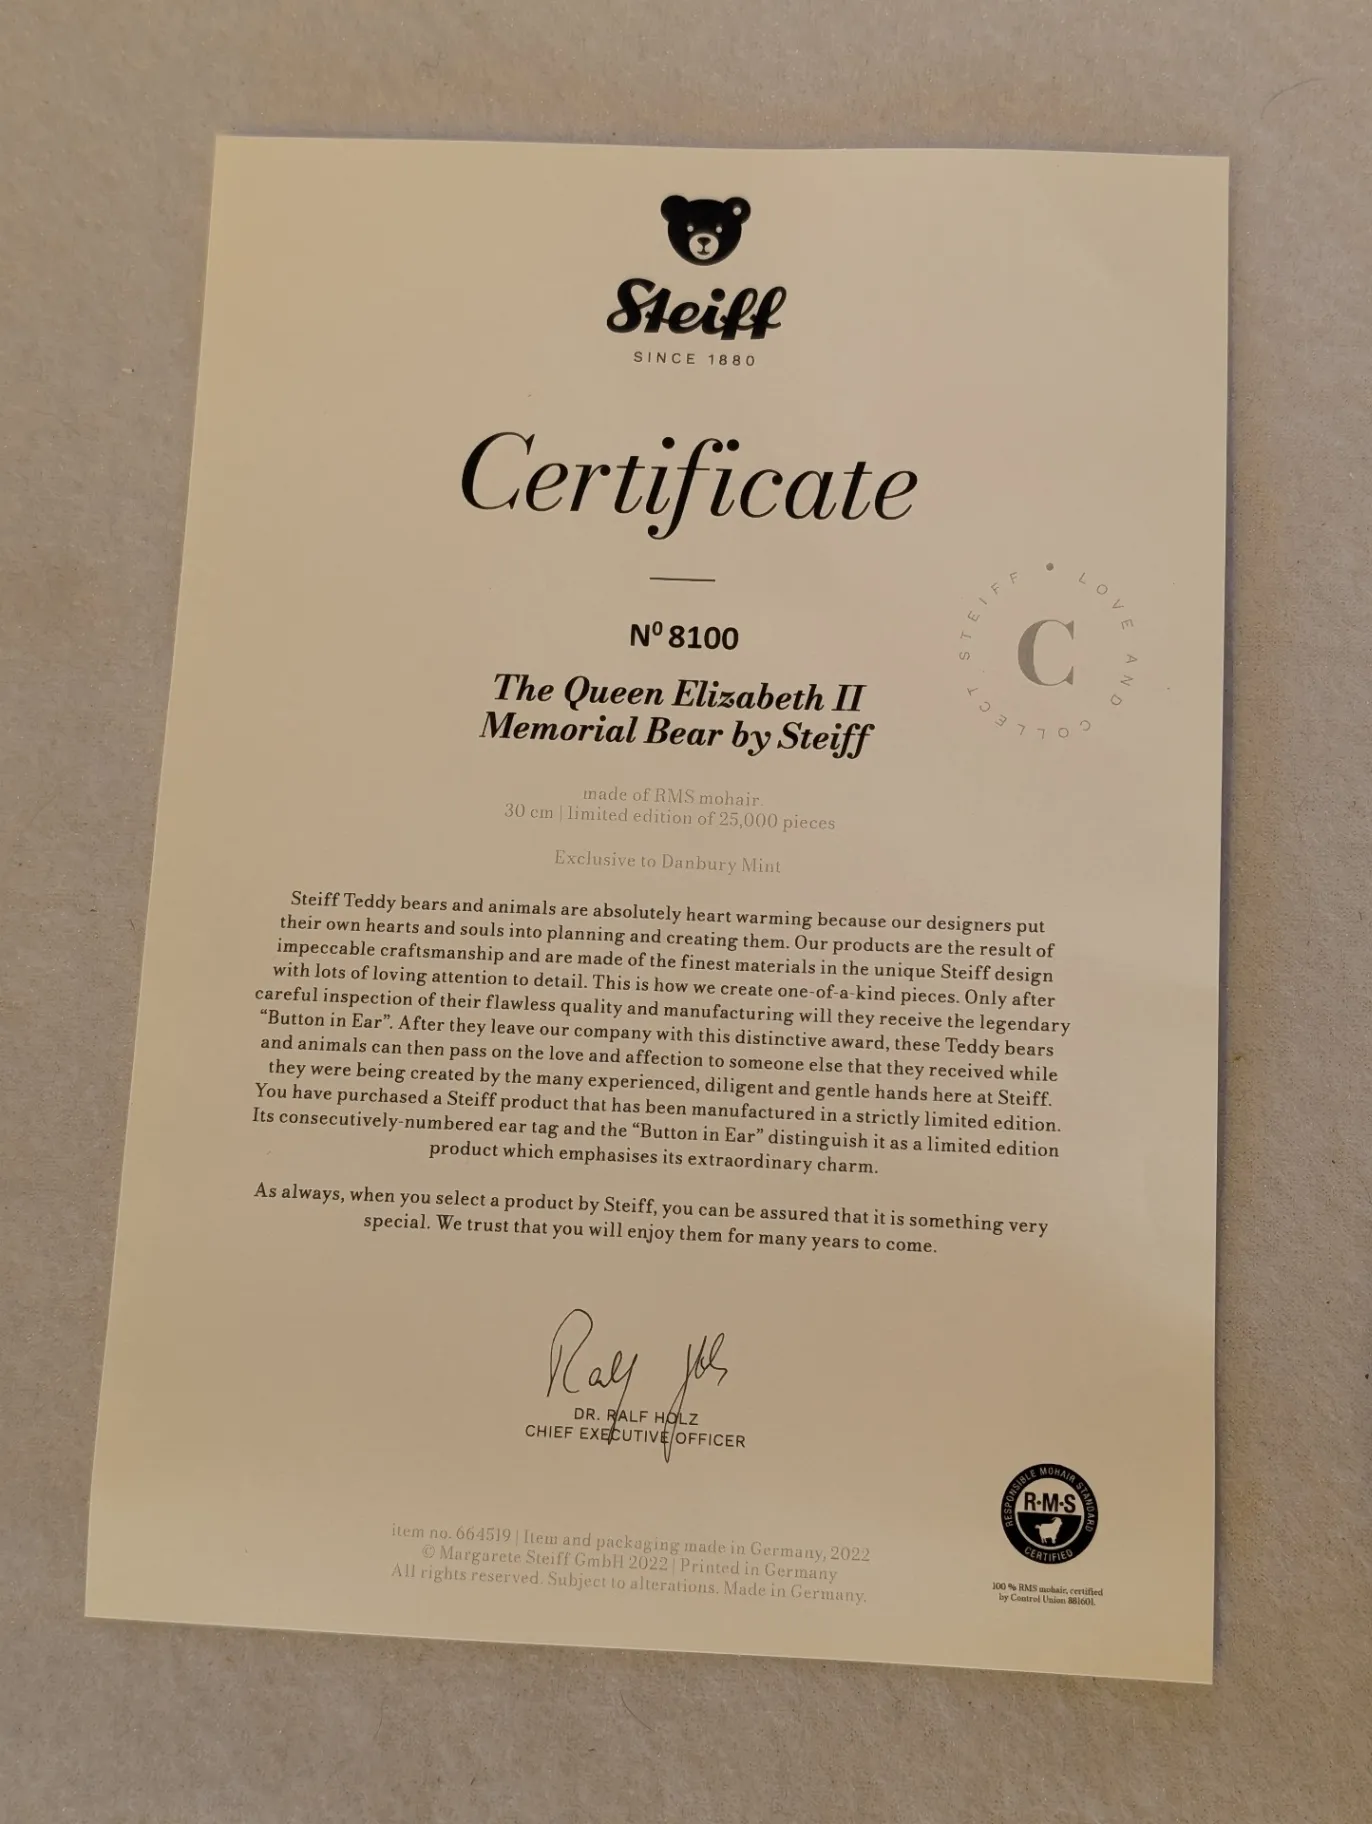 Steiff
SINCE 1880
Certificate
Nº 8100
STEIFF • LOVE AND COLLECT
C
The Queen Elizabeth II
Memorial Bear by Steiff
made of RMS mohair.
30 cm | limited edition of 25,000 pieces
Exclusive to Danbury Mint
Steiff Teddy bears and animals are absolutely heart warming because our designers put
their own hearts and souls into planning and creating them. Our products are the result of
impeccable craftsmanship and are made of the finest materials in the unique Steiff design
with lots of loving attention to detail. This is how we create one-of-a-kind pieces. Only after
careful inspection of their flawless quality and manufacturing will they receive the legendary
“Button in Ear”. After they leave our company with this distinctive award, these Teddy bears
and animals can then pass on the love and affection to someone else that they received while
they were being created by the many experienced, diligent and gentle hands here at Steiff.
You have purchased a Steiff product that has been manufactured in a strictly limited edition.
Its consecutively-numbered ear tag and the “Button in Ear” distinguish it as a limited edition
product which emphasises its extraordinary charm.
As always, when you select a product by Steiff, you can be assured that it is something very
special. We trust that you will enjoy them for many years to come.
Ralf Holz
DR. RALF HOLZ
CHIEF EXECUTIVE OFFICER
RESPONSIBLE MOHAIR STANDARD
R·M·S
CERTIFIED
100 % RMS mohair, certified
by Control Union 881601.
item no. 664519 | Item and packaging made in Germany, 2022
© Margarete Steiff GmbH 2022 | Printed in Germany
All rights reserved. Subject to alterations. Made in Germany.